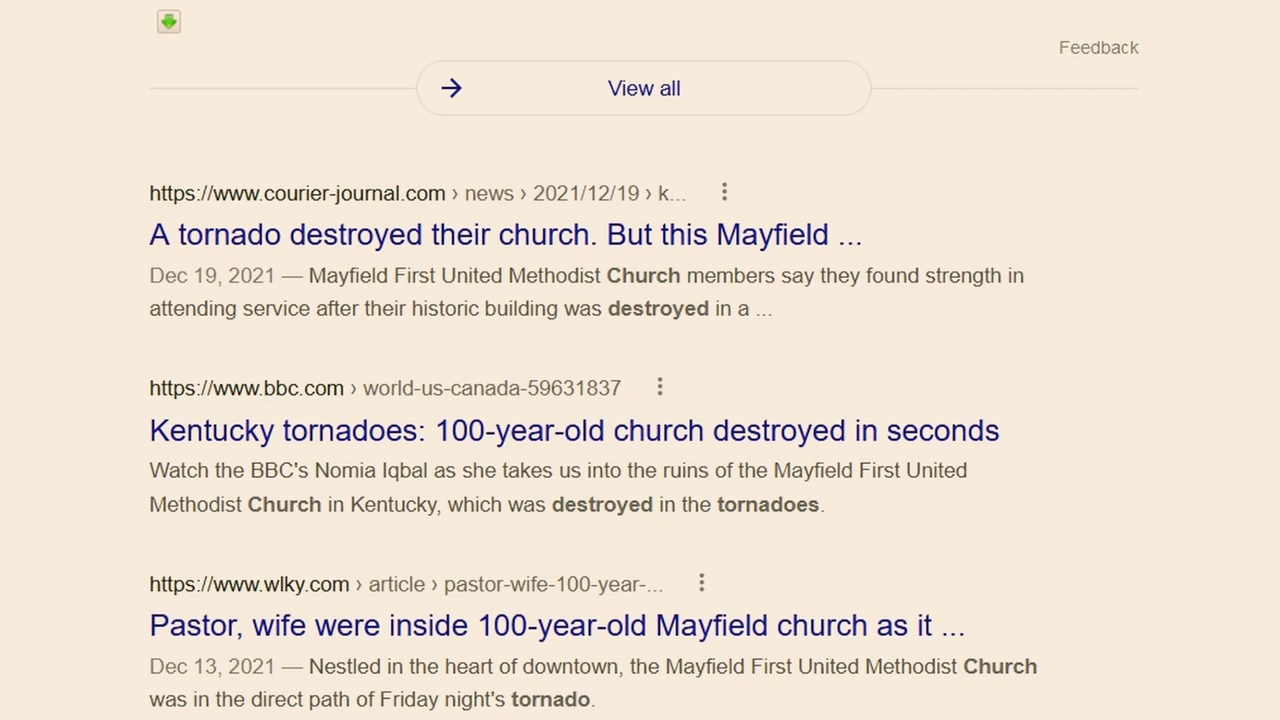 Feedback
View all
https://www.courier-journal.com › news › 2021/12/19 › k...
A tornado destroyed their church. But this Mayfield ...
Dec 19, 2021 — Mayfield First United Methodist Church members say they found strength in
attending service after their historic building was destroyed in a ...
https://www.bbc.com › world-us-canada-59631837
Kentucky tornadoes: 100-year-old church destroyed in seconds
Watch the BBC's Nomia Iqbal as she takes us into the ruins of the Mayfield First United
Methodist Church in Kentucky, which was destroyed in the tornadoes.
https://www.wlky.com › article › pastor-wife-100-year-...
Pastor, wife were inside 100-year-old Mayfield church as it ...
Dec 13, 2021 — Nestled in the heart of downtown, the Mayfield First United Methodist Church
was in the direct path of Friday night's tornado.